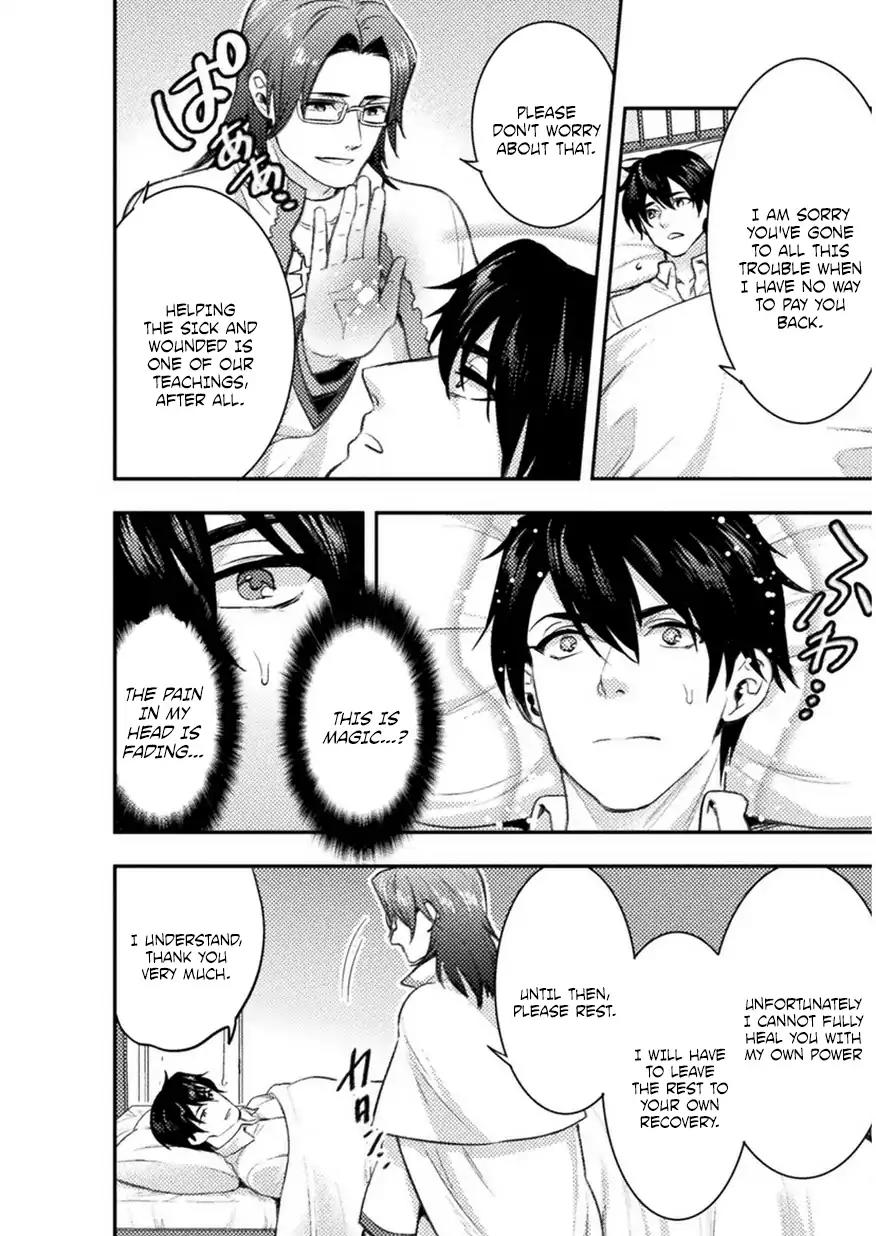 I AM SORRY
YOU'VE GONE
TO ALL THIS
TROUBLE WHEN
I HAVE NO WAY
TO PAY YOU
BACK.
PLEASE
DON'T WORRY
ABOUT THAT.
ぱ
ぁぁ…
HELPING
THE SICK AND
WOUNDED IS
ONE OF OUR
TEACHINGS,
AFTER ALL.
ふわ…
THIS IS
MAGIC...?
THE PAIN
IN MY
HEAD IS
FADING...
UNFORTUNATELY
I CANNOT FULLY
HEAL YOU WITH
MY OWN POWER
I WILL HAVE
TO LEAVE
THE REST TO
YOUR OWN
RECOVERY.
UNTIL THEN,
PLEASE REST.
カタ…
I UNDERSTAND,
THANK YOU
VERY MUCH.